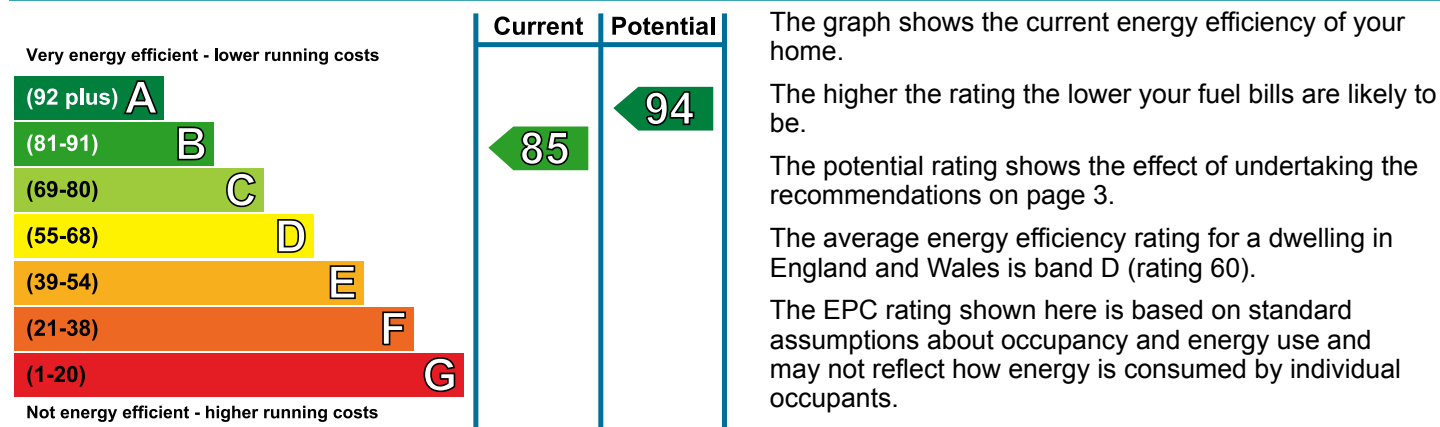 Current Potential
Very energy efficient - lower running costs
(92 plus) A
(81-91) B
(69-80) C
(55-68) D
(39-54) E
(21-38) F
(1-20) G
Not energy efficient - higher running costs
85
94
The graph shows the current energy efficiency of your
home.
The higher the rating the lower your fuel bills are likely to
be.
The potential rating shows the effect of undertaking the
recommendations on page 3.
The average energy efficiency rating for a dwelling in
England and Wales is band D (rating 60).
The EPC rating shown here is based on standard
assumptions about occupancy and energy use and
may not reflect how energy is consumed by individual
occupants.